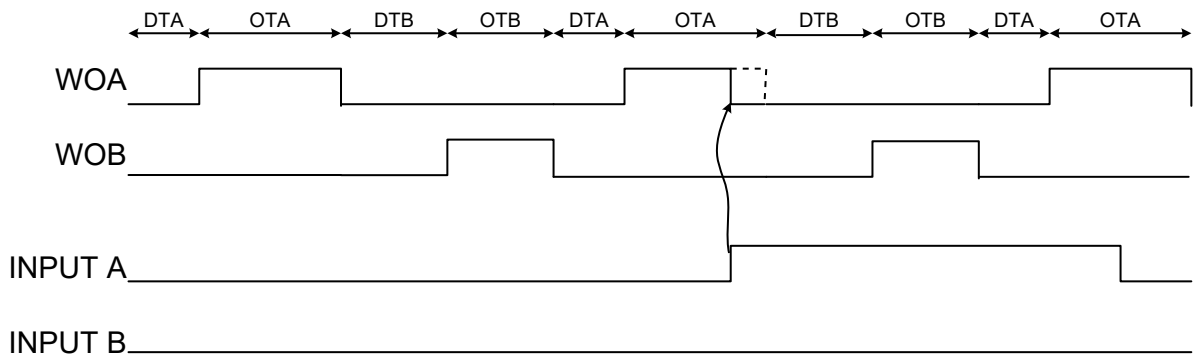 DTA OTA DTB OTB DTA OTA DTB OTB DTA OTA
WOA
WOB
INPUT A
INPUT B